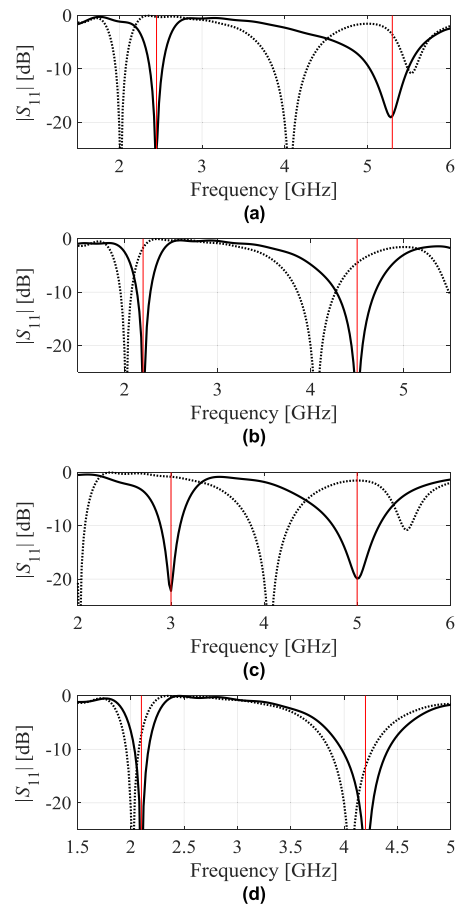 0
-10
-20
|S11| [dB]
2 3 4 5 6
Frequency [GHz]
(a)
0
-10
-20
|S11| [dB]
2 3 4 5
Frequency [GHz]
(b)
0
-10
-20
|S11| [dB]
2 3 4 5 6
Frequency [GHz]
(c)
0
-10
-20
|S11| [dB]
1.5 2 2.5 3 3.5 4 4.5 5
Frequency [GHz]
(d)